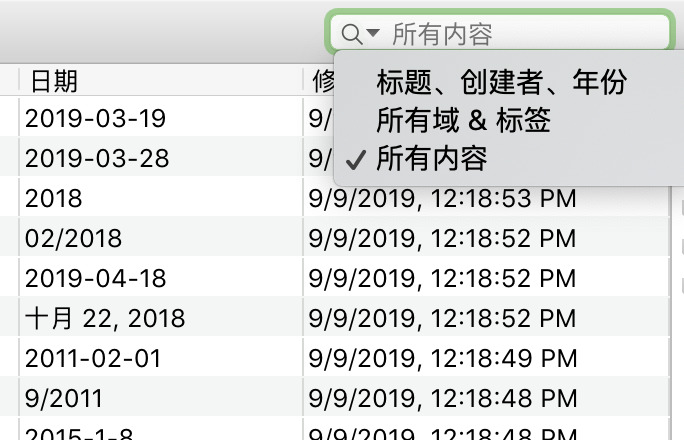 所有内容
标题、创建者、年份
所有域 & 标签
✓ 所有内容
日期 修
2019-03-19 9/
2019-03-28 9/
2018 9/9/2019, 12:18:53 PM
02/2018 9/9/2019, 12:18:52 PM
2019-04-18 9/9/2019, 12:18:52 PM
十月 22, 2018 9/9/2019, 12:18:52 PM
2011-02-01 9/9/2019, 12:18:49 PM
9/2011 9/9/2019, 12:18:48 PM
2015-1-8 9/9/2019, 12:18:48 PM